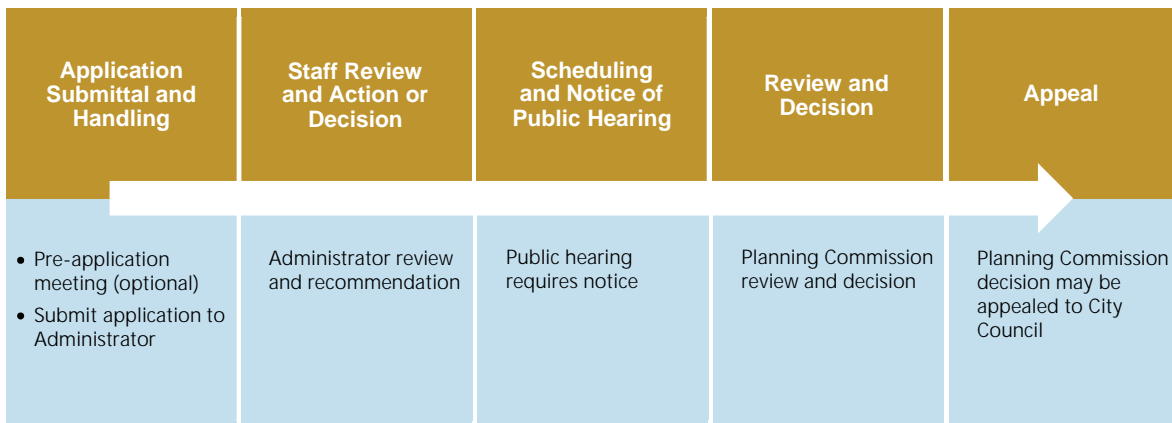 Application
Submittal and
Handling
Staff Review
and Action or
Decision
Scheduling
and Notice of
Public Hearing
Review and
Decision
Appeal
• Pre-application
meeting (optional)
• Submit application to
Administrator
Administrator review
and recommendation
Public hearing
requires notice
Planning Commission
review and decision
Planning Commission
decision may be
appealed to City
Council